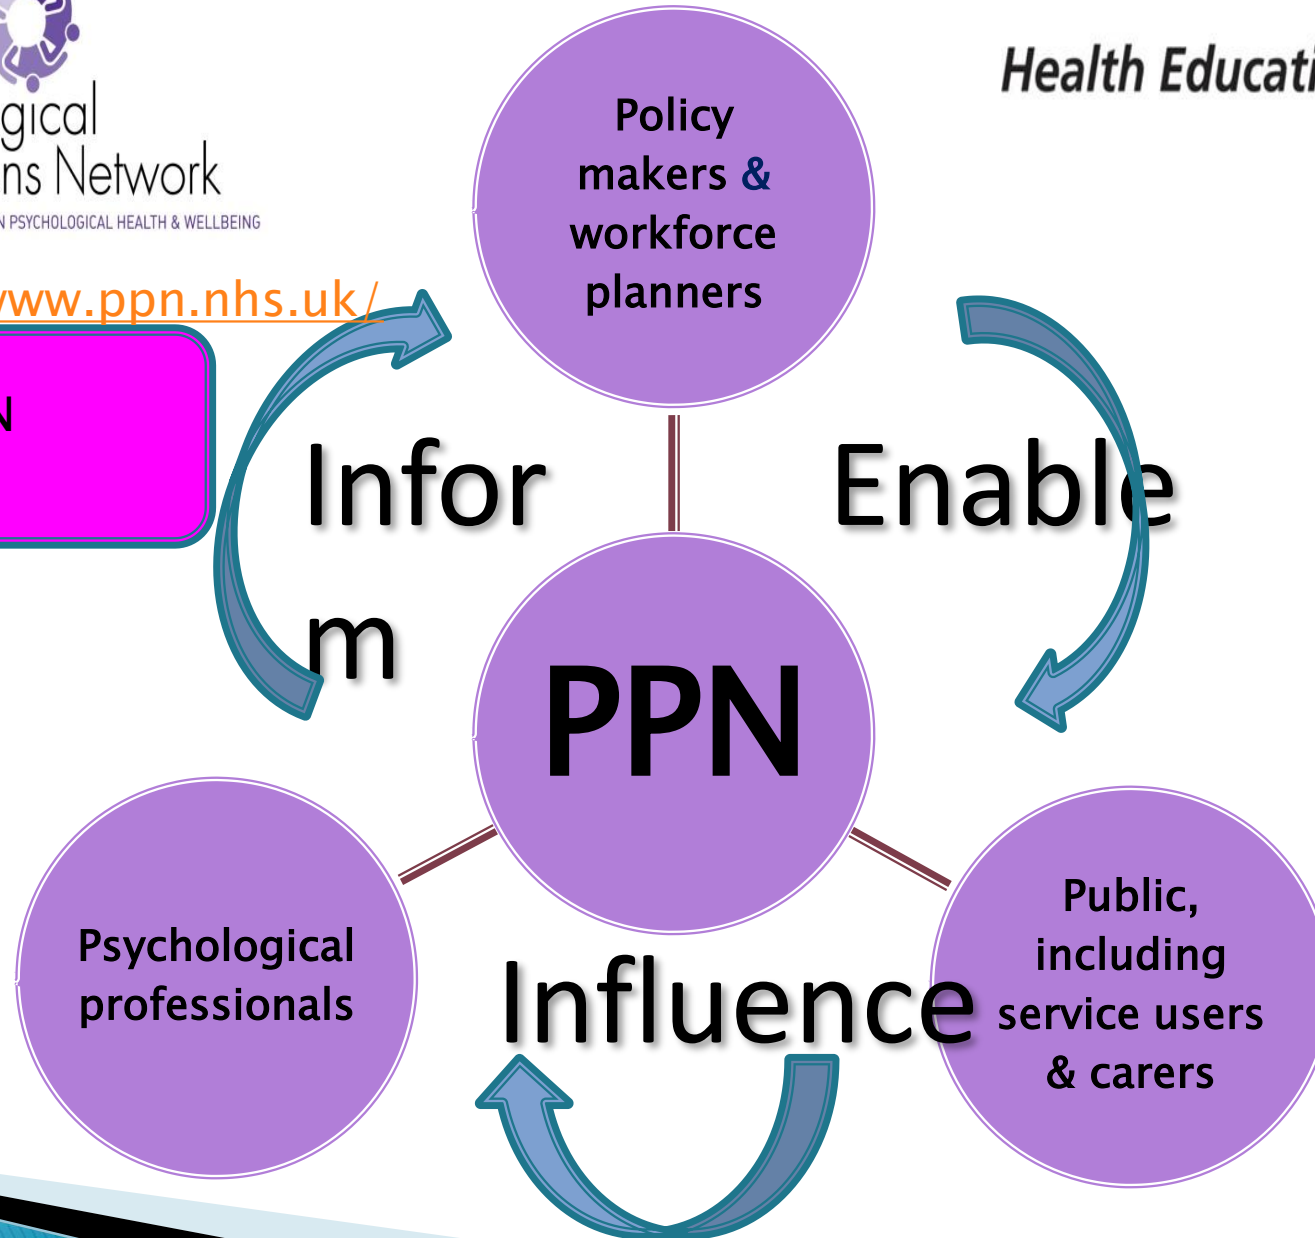 gical
ns Network
N PSYCHOLOGICAL HEALTH & WELLBEING
Health Educati
www.ppn.nhs.uk/
N
Policy
makers &
workforce
planners
Infor
m
Enable
PPN
Psychological
professionals
Influence
Public,
including
service users
& carers